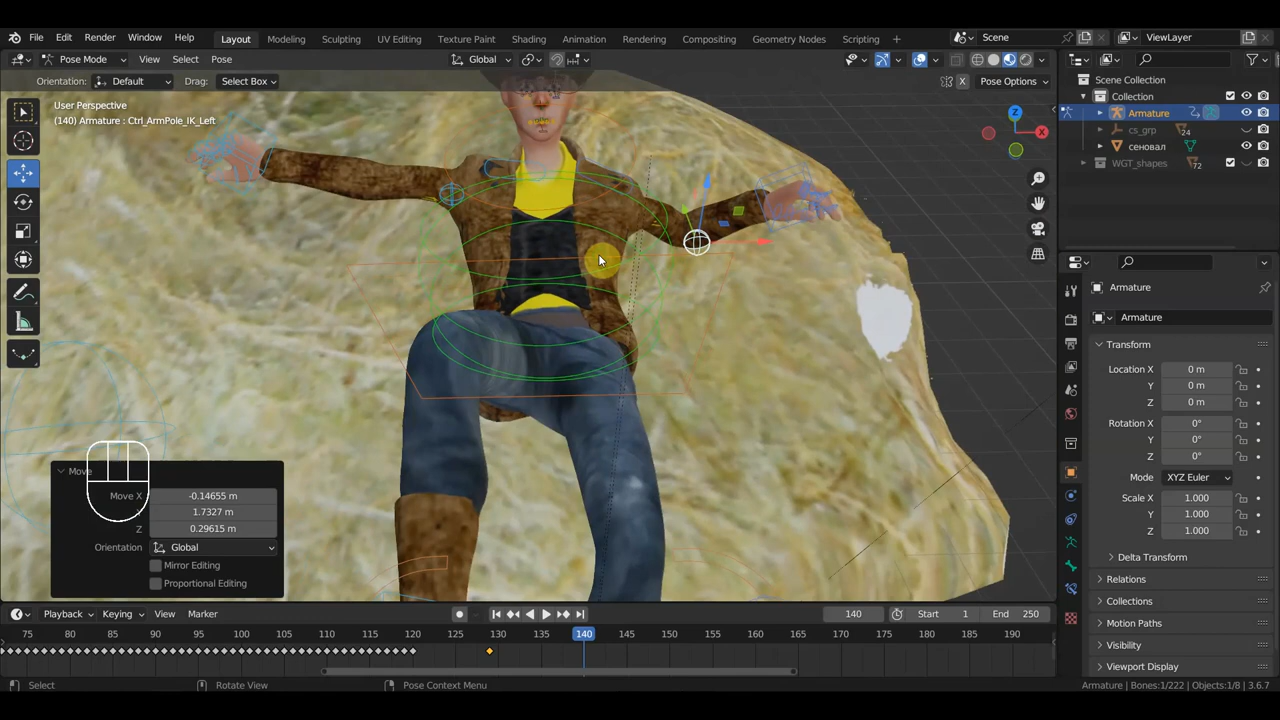 File Edit Render Window Help Layout Modeling Sculpting UV Editing Texture Paint Shading Animation Rendering Compositing Geometry Nodes Scripting Scene ViewLayer
Pose Mode View Select Pose Global
Orientation: Default Drag: Select Box X Pose Options
User Perspective
(140) Armature : Ctrl_ArmPole_IK_Left
Z
X
Scene Collection
Collection
Armature
cs_grp 24
сеновал
WGT_shapes 72
Armature
Armature
Transform
Location X 0 m
Y 0 m
Z 0 m
Rotation X 0°
Y 0°
Z 0°
Mode XYZ Euler
Scale X 1.000
Y 1.000
Z 1.000
Delta Transform
Relations
Collections
Motion Paths
Visibility
Viewport Display
Move
Move X -0.14655 m
1.7327 m
Z 0.29615 m
Orientation Global
Mirror Editing
Proportional Editing
Playback Keying View Marker 140 Start 1 End 250
75 80 85 90 95 100 105 110 115 120 125 130 135 140 145 150 155 160 165 170 175 180 185 190
Select Rotate View Pose Context Menu Armature | Bones:1/222 | Objects:1/8 | 3.6.7